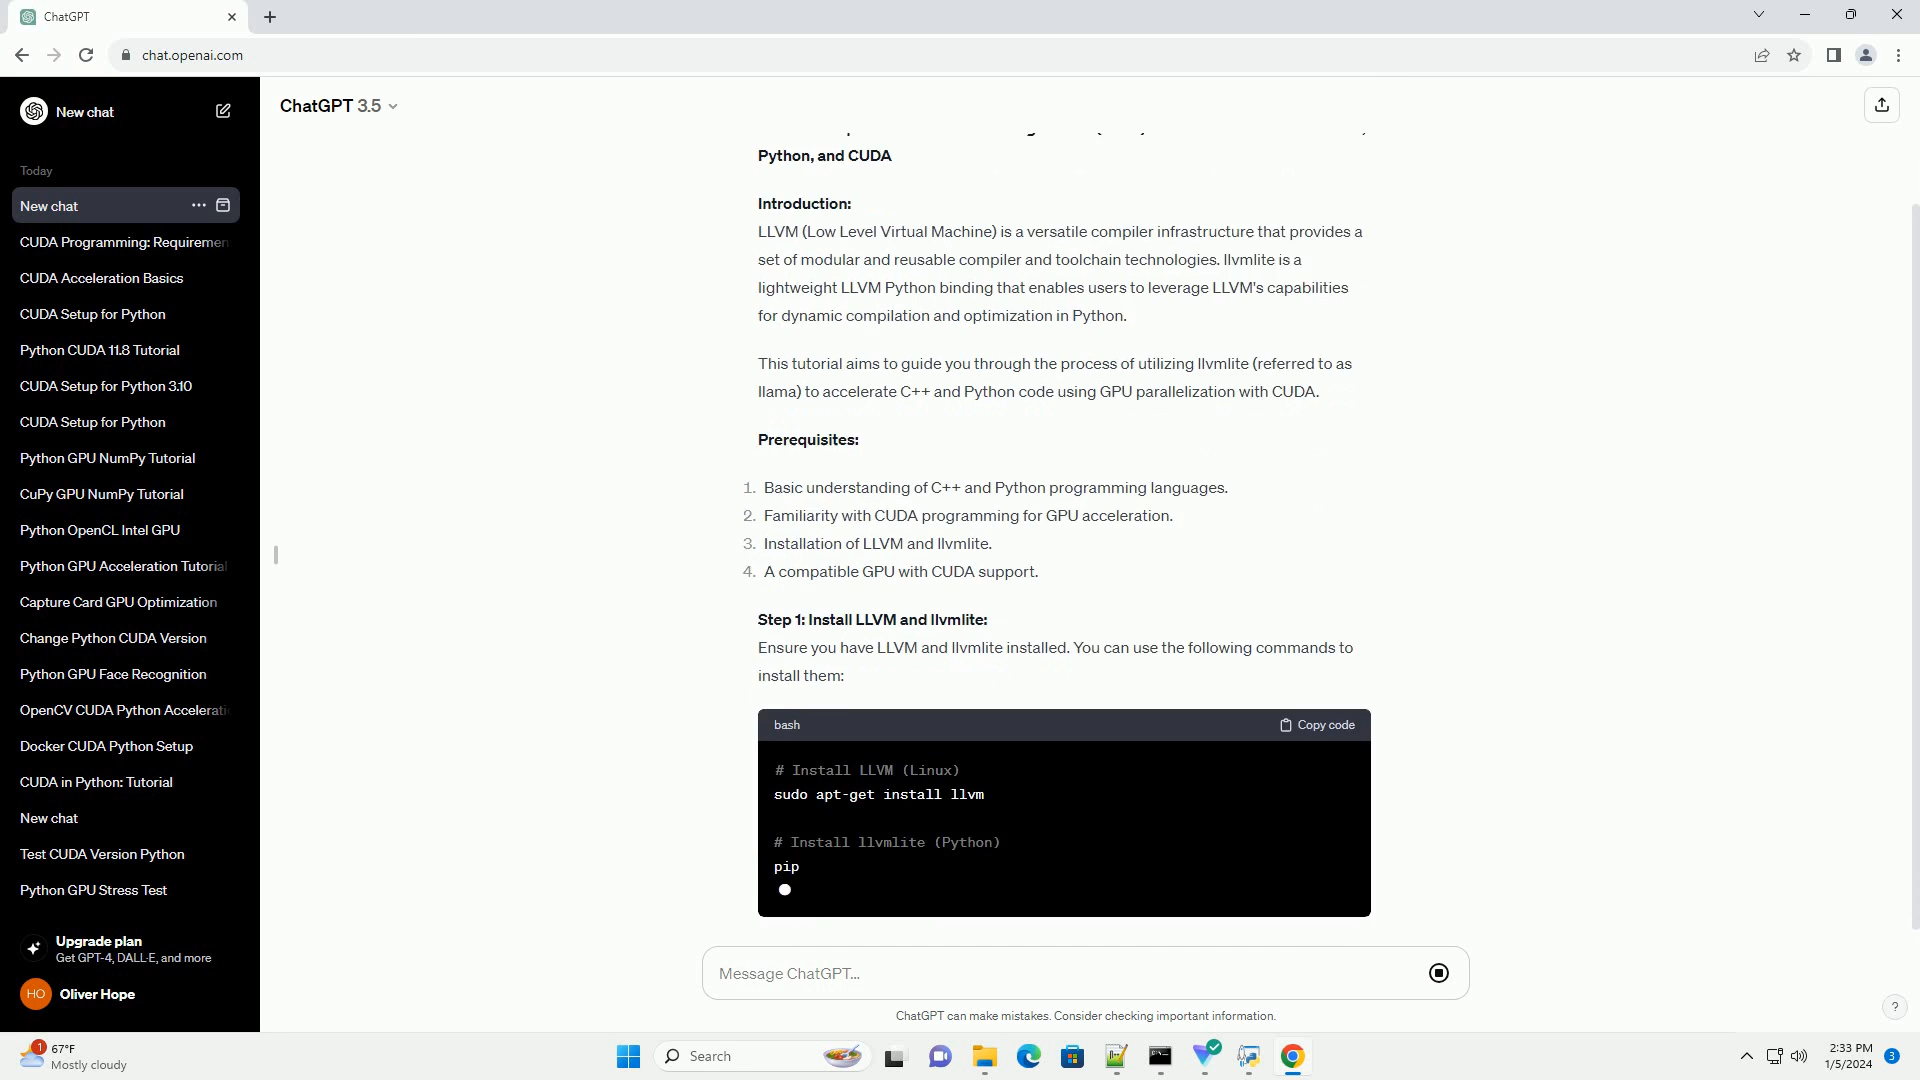 ChatGPT
chat.openai.com
New chat
ChatGPT 3.5
Today
New chat
CUDA Programming: Requiremen
CUDA Acceleration Basics
CUDA Setup for Python
Python CUDA 11.8 Tutorial
CUDA Setup for Python 3.10
CUDA Setup for Python
Python GPU NumPy Tutorial
CuPy GPU NumPy Tutorial
Python OpenCL Intel GPU
Python GPU Acceleration Tutorial
Capture Card GPU Optimization
Change Python CUDA Version
Python GPU Face Recognition
OpenCV CUDA Python Accelerati
Docker CUDA Python Setup
CUDA in Python: Tutorial
New chat
Test CUDA Version Python
Python GPU Stress Test
Upgrade plan
Get GPT-4, DALL·E, and more
HO
Oliver Hope
Python, and CUDA
Introduction:
LLVM (Low Level Virtual Machine) is a versatile compiler infrastructure that provides a
set of modular and reusable compiler and toolchain technologies. llvmlite is a
lightweight LLVM Python binding that enables users to leverage LLVM's capabilities
for dynamic compilation and optimization in Python.
This tutorial aims to guide you through the process of utilizing llvmlite (referred to as
llama) to accelerate C++ and Python code using GPU parallelization with CUDA.
Prerequisites:
1. Basic understanding of C++ and Python programming languages.
2. Familiarity with CUDA programming for GPU acceleration.
3. Installation of LLVM and llvmlite.
4. A compatible GPU with CUDA support.
Step 1: Install LLVM and llvmlite:
Ensure you have LLVM and llvmlite installed. You can use the following commands to
install them:
bash
Copy code
# Install LLVM (Linux)
sudo apt-get install llvm
# Install llvmlite (Python)
pip
Message ChatGPT...
ChatGPT can make mistakes. Consider checking important information.
?
1
67°F
Mostly cloudy
Search
2:33 PM
1/5/2024
3